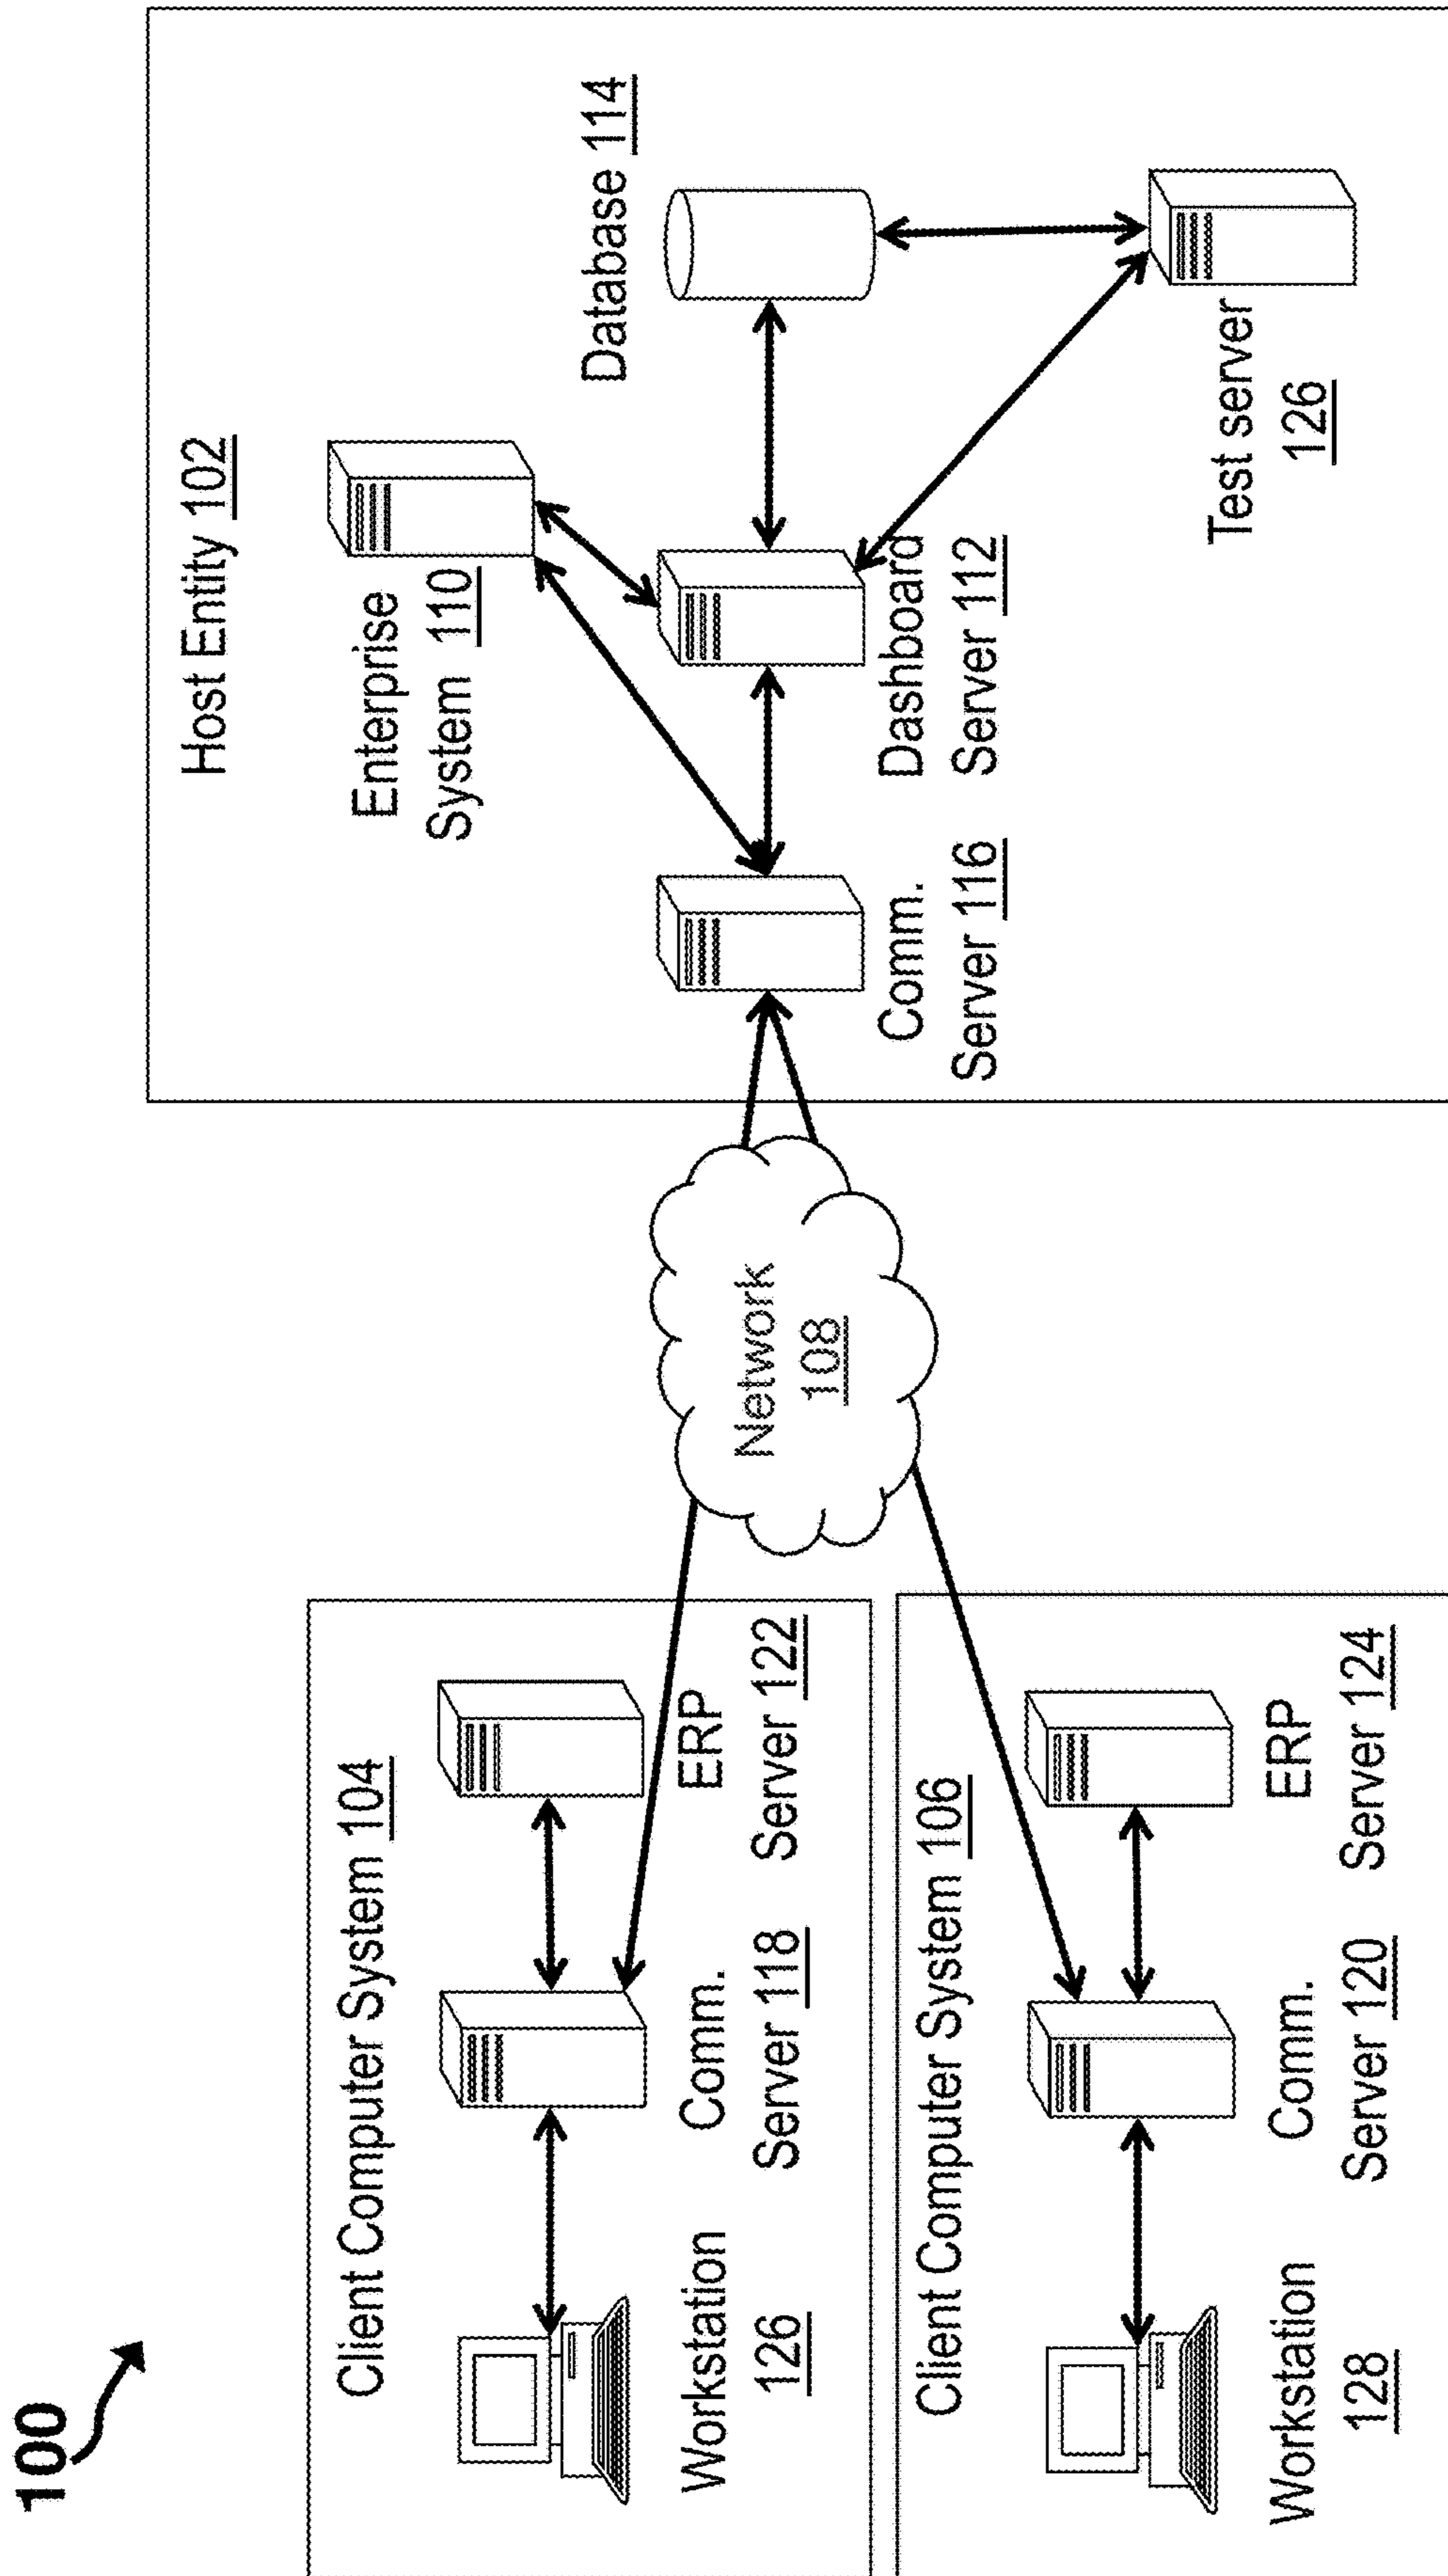 100
Client Computer System 104
Workstation
126
Comm.
Server 118
ERP
Server 122
Client Computer System 106
Workstation
128
Comm.
Server 120
ERP
Server 124
Network
108
Host Entity 102
Enterprise
System 110
Database 114
Comm.
Server 116
Dashboard
Server 112
Test server
126